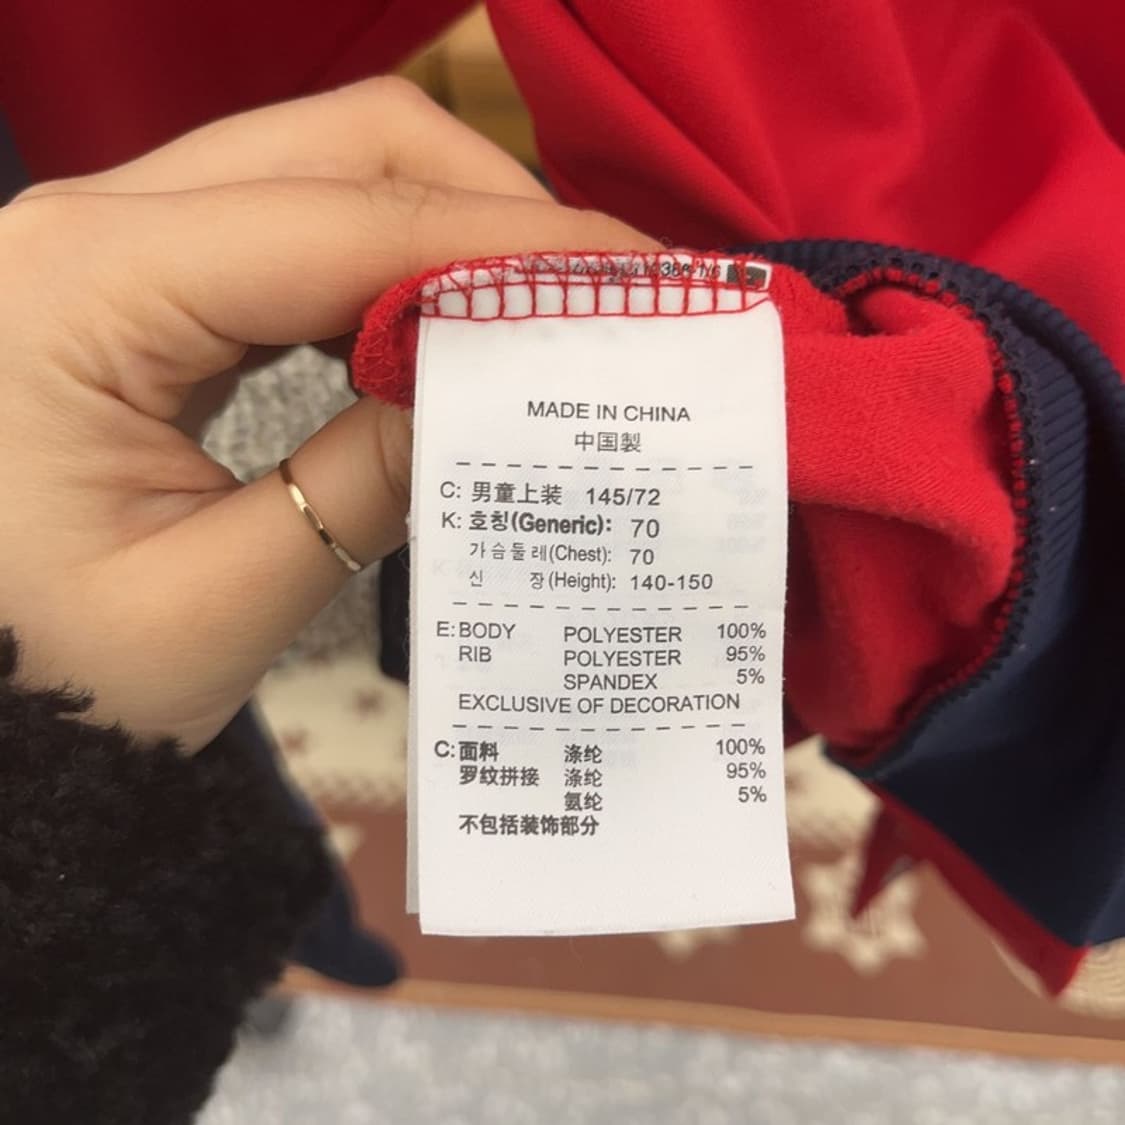 MADE IN CHINA
中国製
C: 男童上装 145/72
K: 호칭(Generic): 70
가슴둘레(Chest): 70
신 장(Height): 140-150
E: BODY POLYESTER 100%
RIB POLYESTER 95%
SPANDEX 5%
EXCLUSIVE OF DECORATION
C: 面料 涤纶 100%
罗纹拼接 涤纶 95%
氨纶 5%
不包括装饰部分